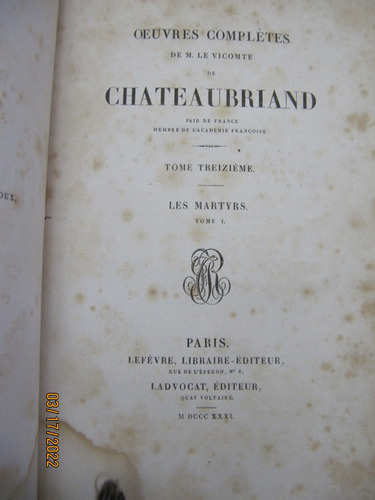 ŒUVRES COMPLÈTES
DE M. LE VICOMTE
DE
CHATEAUBRIAND
PAIR DE FRANCE
MEMBRE DE L'ACADÉMIE FRANÇOISE.
TOME TREIZIÈME.
LES MARTYRS.
TOME I.
PARIS.
LEFÈVRE, LIBRAIRE-ÉDITEUR,
RUE DE L'ÉPERON, Nº 6.
LADVOCAT, ÉDITEUR,
QUAI VOLTAIRE.
M DCCC XXXI.
03/17/2022